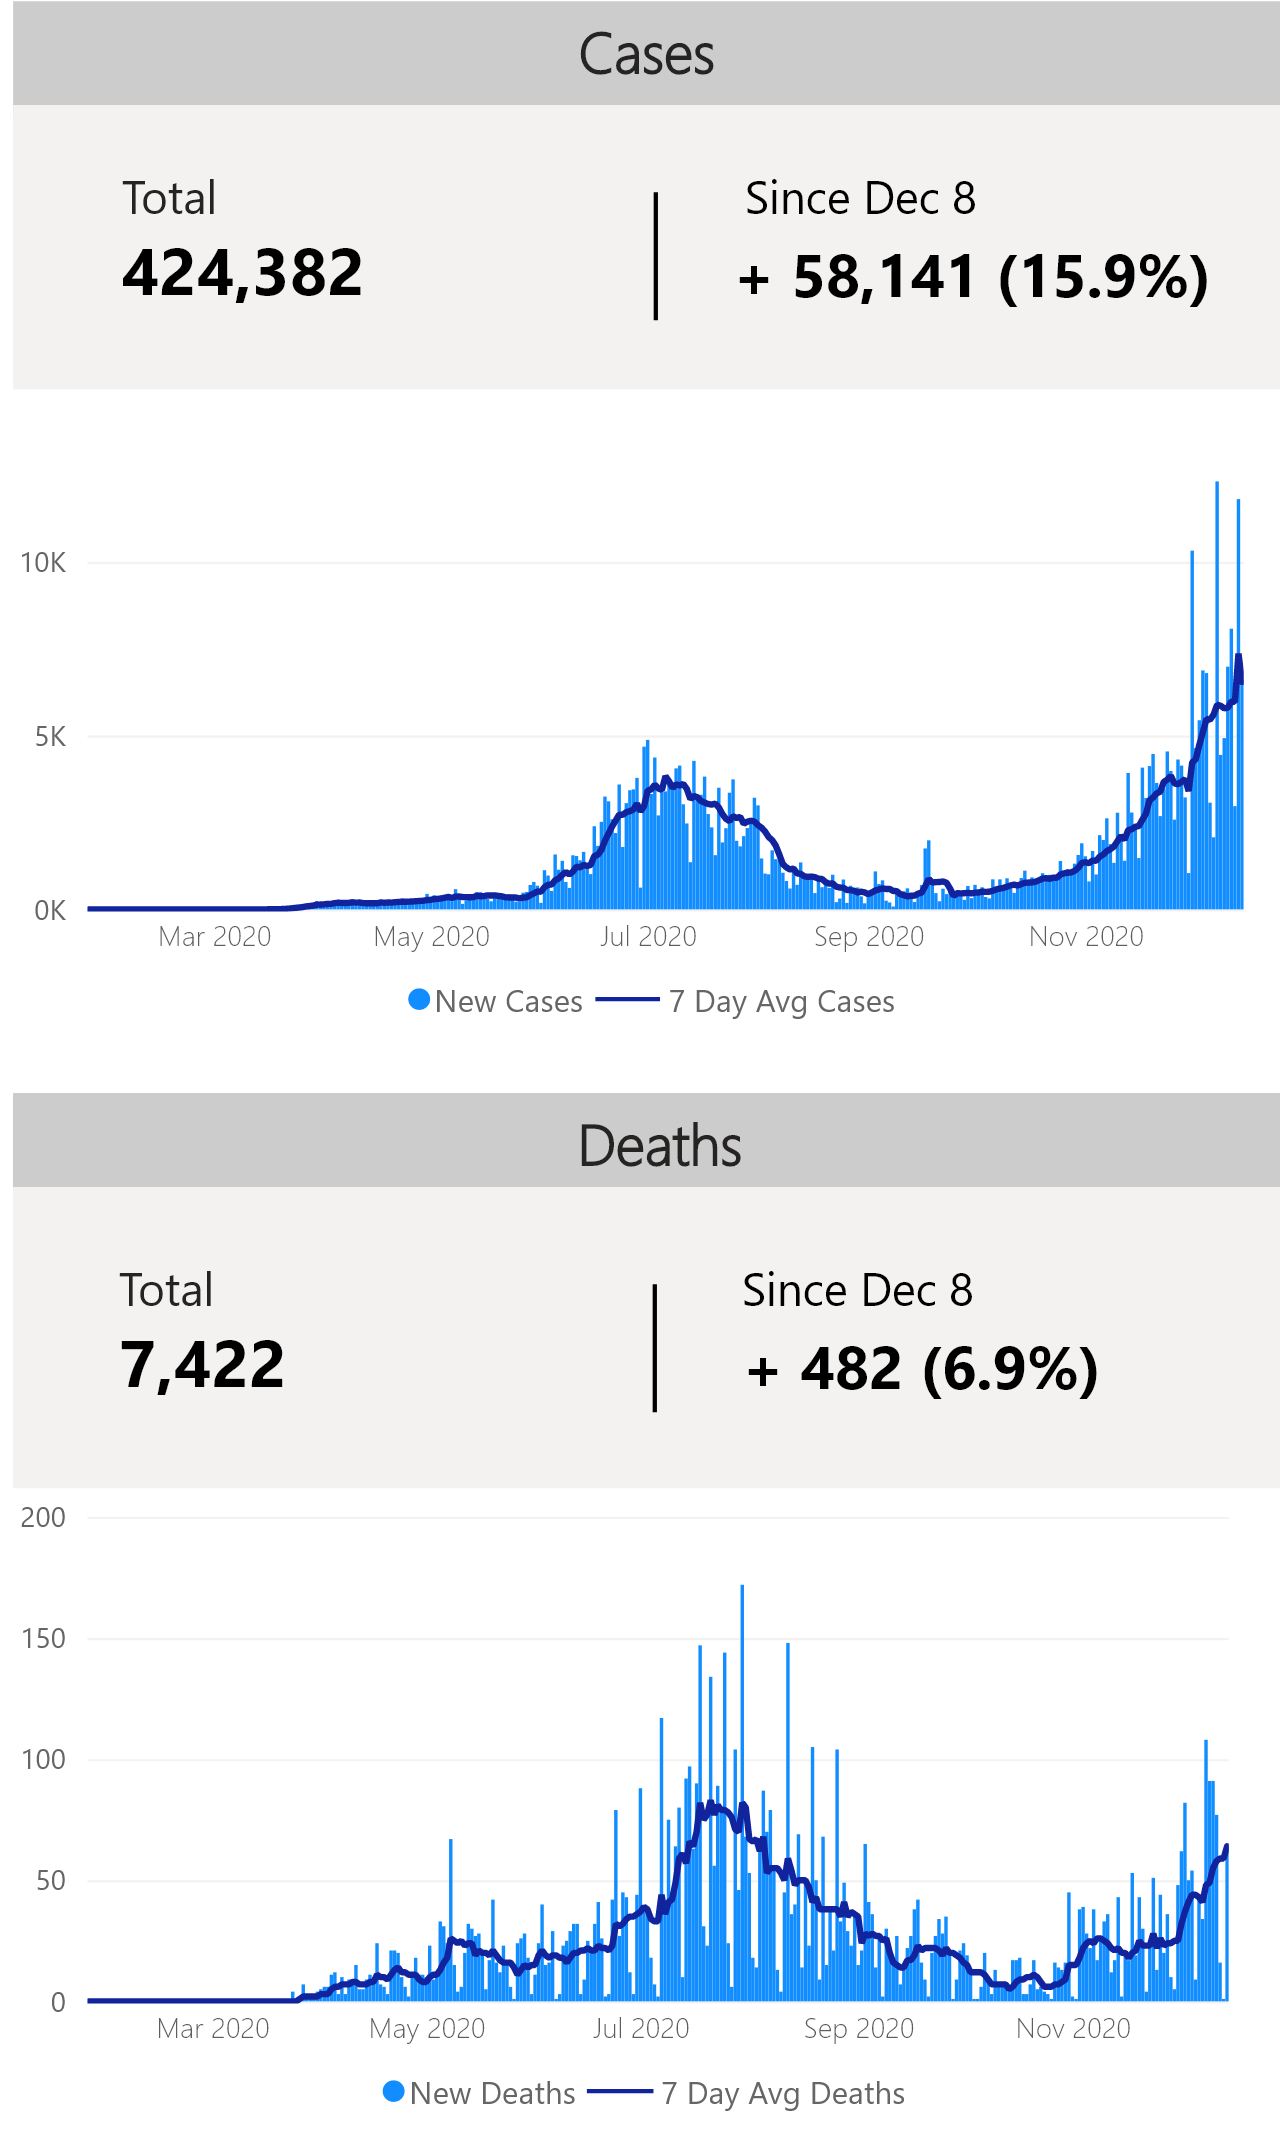 Cases
Total
Since Dec 8
424,382
+ 58,141 (15.9%)
10K
5K
0K
Mar 2020
May 2020
Jul 2020
Sep 2020
Nov 2020
New Cases
7 Day Avg Cases
Deaths
Total
Since Dec 8
7,422
+ 482 (6.9%)
200
150
100
50
0
Mar 2020
May 2020
Jul 2020
Sep 2020
Nov 2020
New Deaths
7 Day Avg Deaths